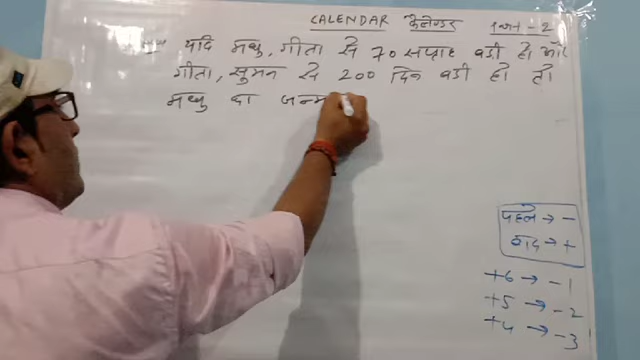 CALENDAR कैलेण्डर भाग - 2
यदि मधु, गीता से 70 सप्ताह बडी हो और
गीता, सुमन से 200 दिन बडी हो तो
मधु का जन्म
पहले → -
बाद → +
+6 → -1
+5 → -2
+4 → -3